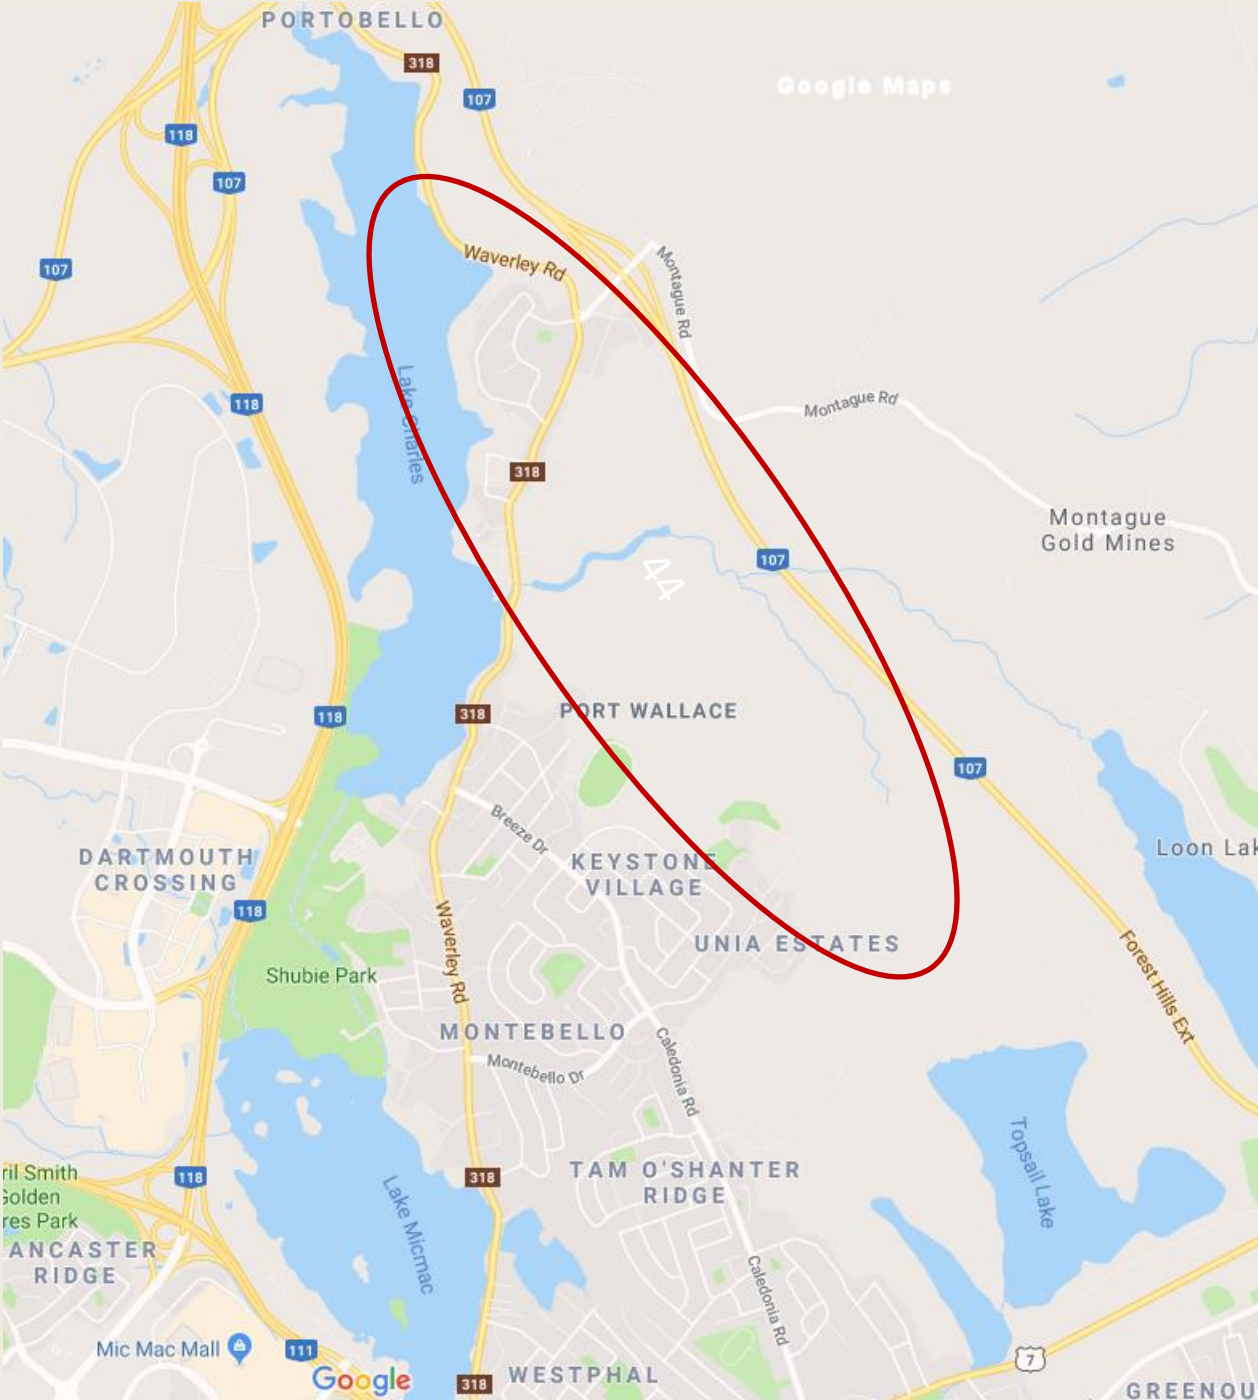 PORTOBELLO
318
107
Google Maps
118
107
107
Waverley Rd
Montague Rd
118
Lake Charles
Montague Rd
318
Montague
Gold Mines
107
44
118
318
PORT WALLACE
107
Breeze Dr
DARTMOUTH
CROSSING
KEYSTONE
VILLAGE
Loon Lak
118
Waverley Rd
UNIA ESTATES
Forest Hills Ext
Shubie Park
MONTEBELLO
Montebello Dr
Caledonia Rd
Topsail Lake
ril Smith
Golden
res Park
118
318
TAM O'SHANTER
RIDGE
Lake Micmac
ANCASTER
RIDGE
Caledonia Rd
Mic Mac Mall
111
Google
318
WESTPHAL
7
GREENOU